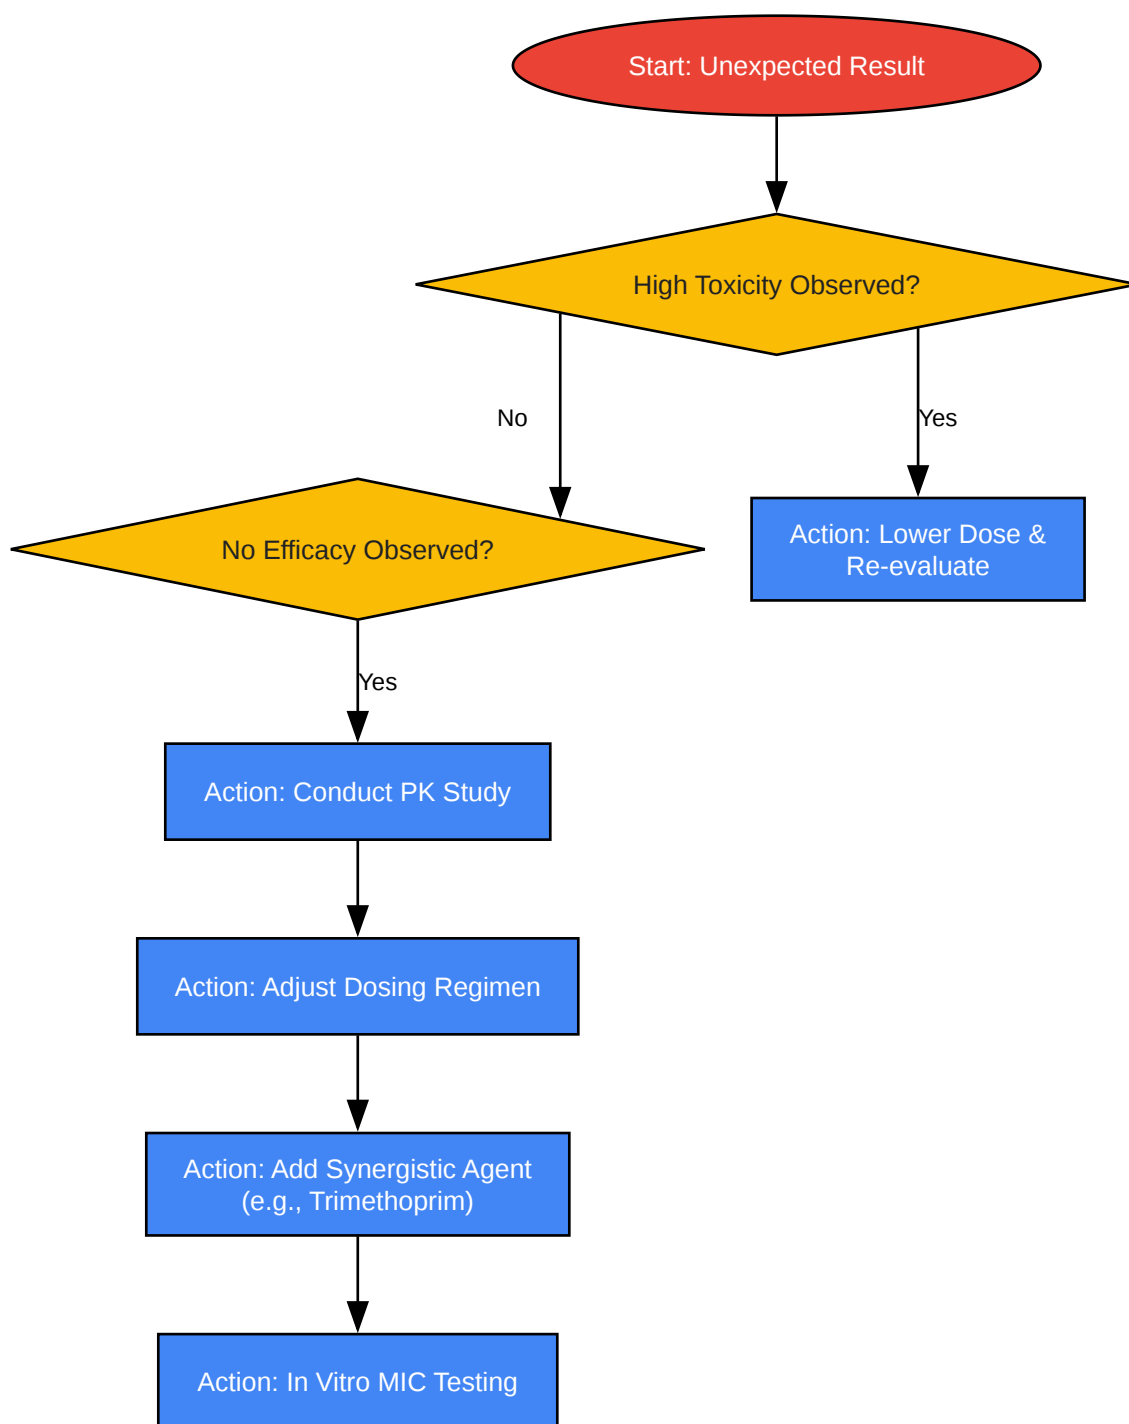 Start: Unexpected Result
High Toxicity Observed?
No
Yes
No Efficacy Observed?
Action: Lower Dose &
Re-evaluate
Yes
Action: Conduct PK Study
Action: Adjust Dosing Regimen
Action: Add Synergistic Agent
(e.g., Trimethoprim)
Action: In Vitro MIC Testing